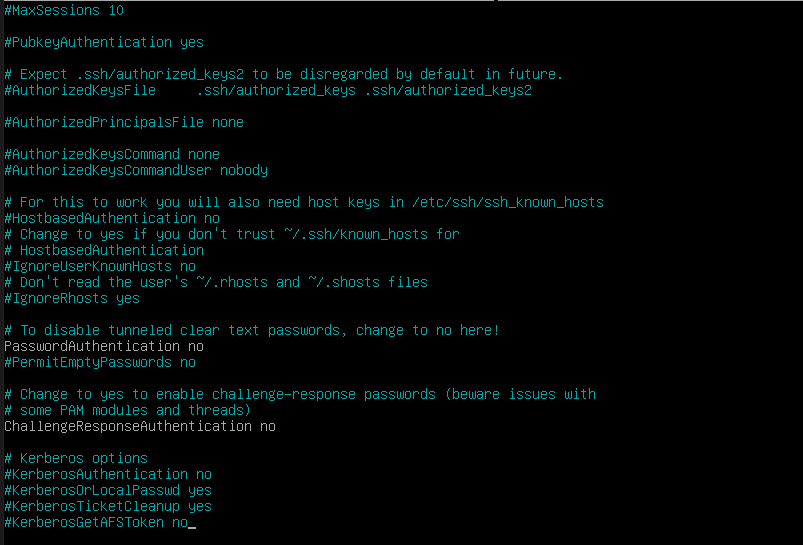 #MaxSessions 10
#PubkeyAuthentication yes
# Expect .ssh/authorized_keys2 to be disregarded by default in future.
#AuthorizedKeysFile     .ssh/authorized_keys .ssh/authorized_keys2
#AuthorizedPrincipalsFile none
#AuthorizedKeysCommand none
#AuthorizedKeysCommandUser nobody
# For this to work you will also need host keys in /etc/ssh/ssh_known_hosts
#HostbasedAuthentication no
# Change to yes if you don't trust ~/.ssh/known_hosts for
# HostbasedAuthentication
#IgnoreUserKnownHosts no
# Don't read the user's ~/.rhosts and ~/.shosts files
#IgnoreRhosts yes
# To disable tunneled clear text passwords, change to no here!
PasswordAuthentication no
#PermitEmptyPasswords no
# Change to yes to enable challenge-response passwords (beware issues with
# some PAM modules and threads)
ChallengeResponseAuthentication no
# Kerberos options
#KerberosAuthentication no
#KerberosOrLocalPasswd yes
#KerberosTicketCleanup yes
#KerberosGetAFSToken no